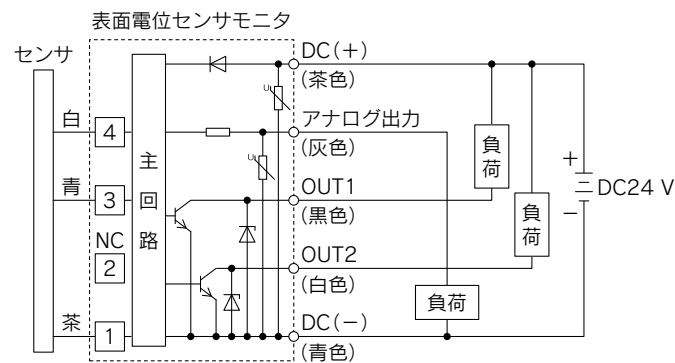 表面電位センサモニタ
センサ
DC(+)
(茶色)
白
4
アナログ出力
(灰色)
主回路
負荷
青
3
OUT1
(黒色)
+
DC24 V
−
NC
2
OUT2
(白色)
負荷
負荷
茶
1
DC(−)
(青色)
U
U